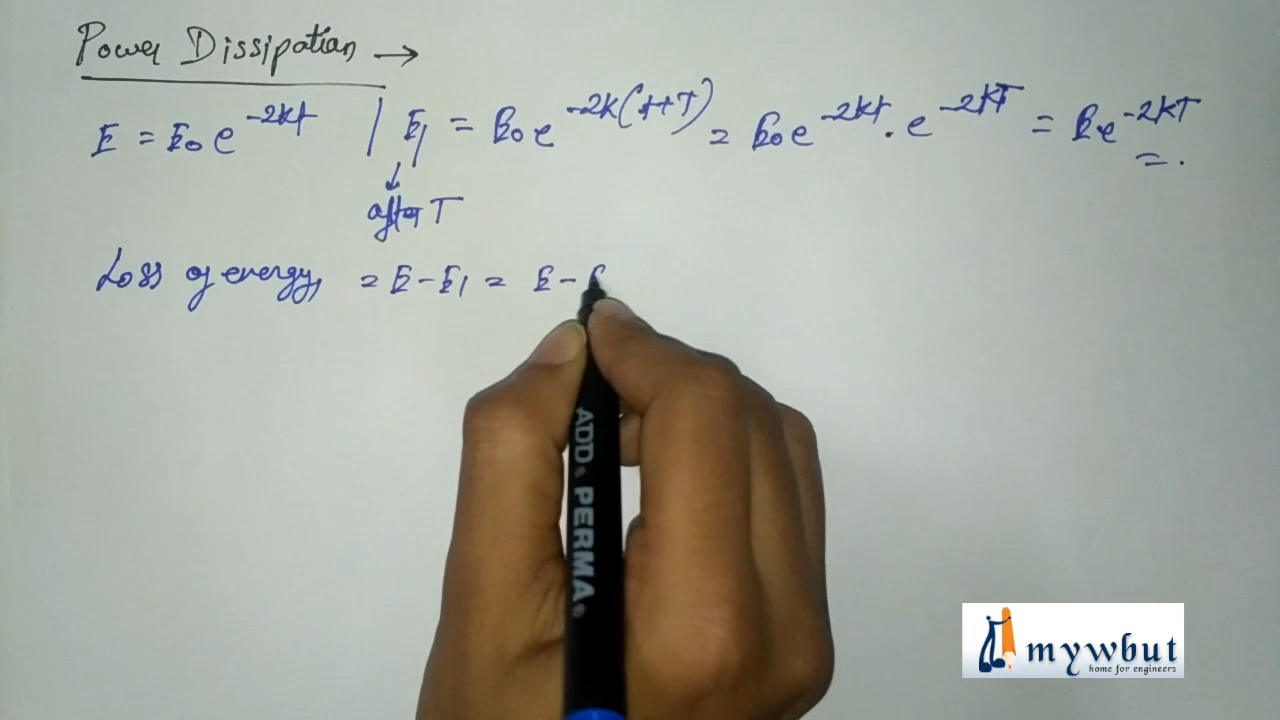 Power Dissipation →
E = E₀e^-2kt | E₁ = E₀e^-2k(t+T) = E₀e^-2kt · e^-2kT = Ee^-2kT
after T
Loss of energy, = E - E₁ = E -
ADD PERMA
mywbut
home for engineers